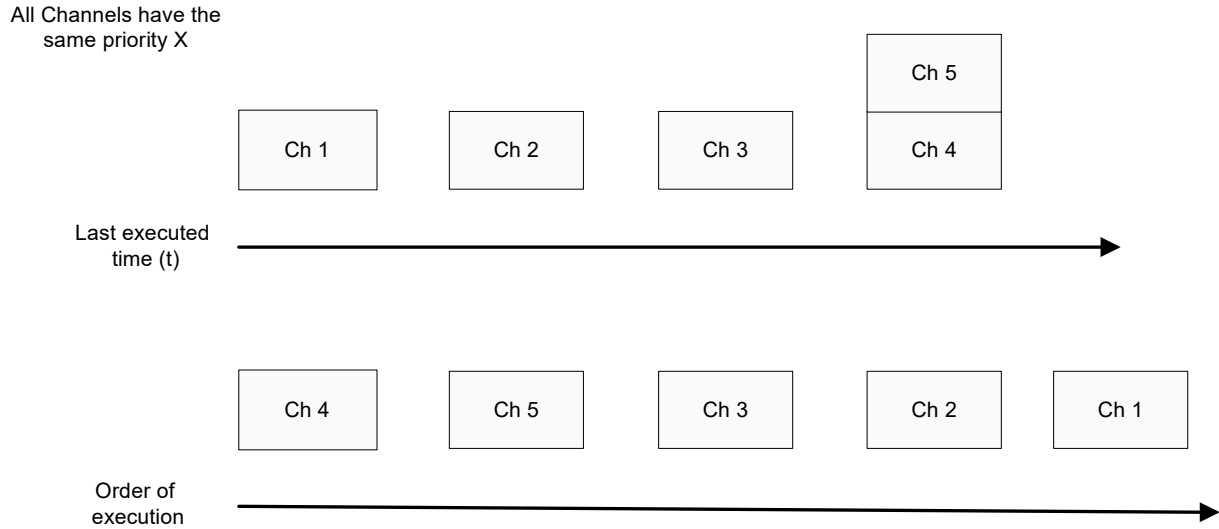 All Channels have the
same priority X
Ch 5
Ch 1
Ch 2
Ch 3
Ch 4
Last executed
time (t)
Ch 4
Ch 5
Ch 3
Ch 2
Ch 1
Order of
execution